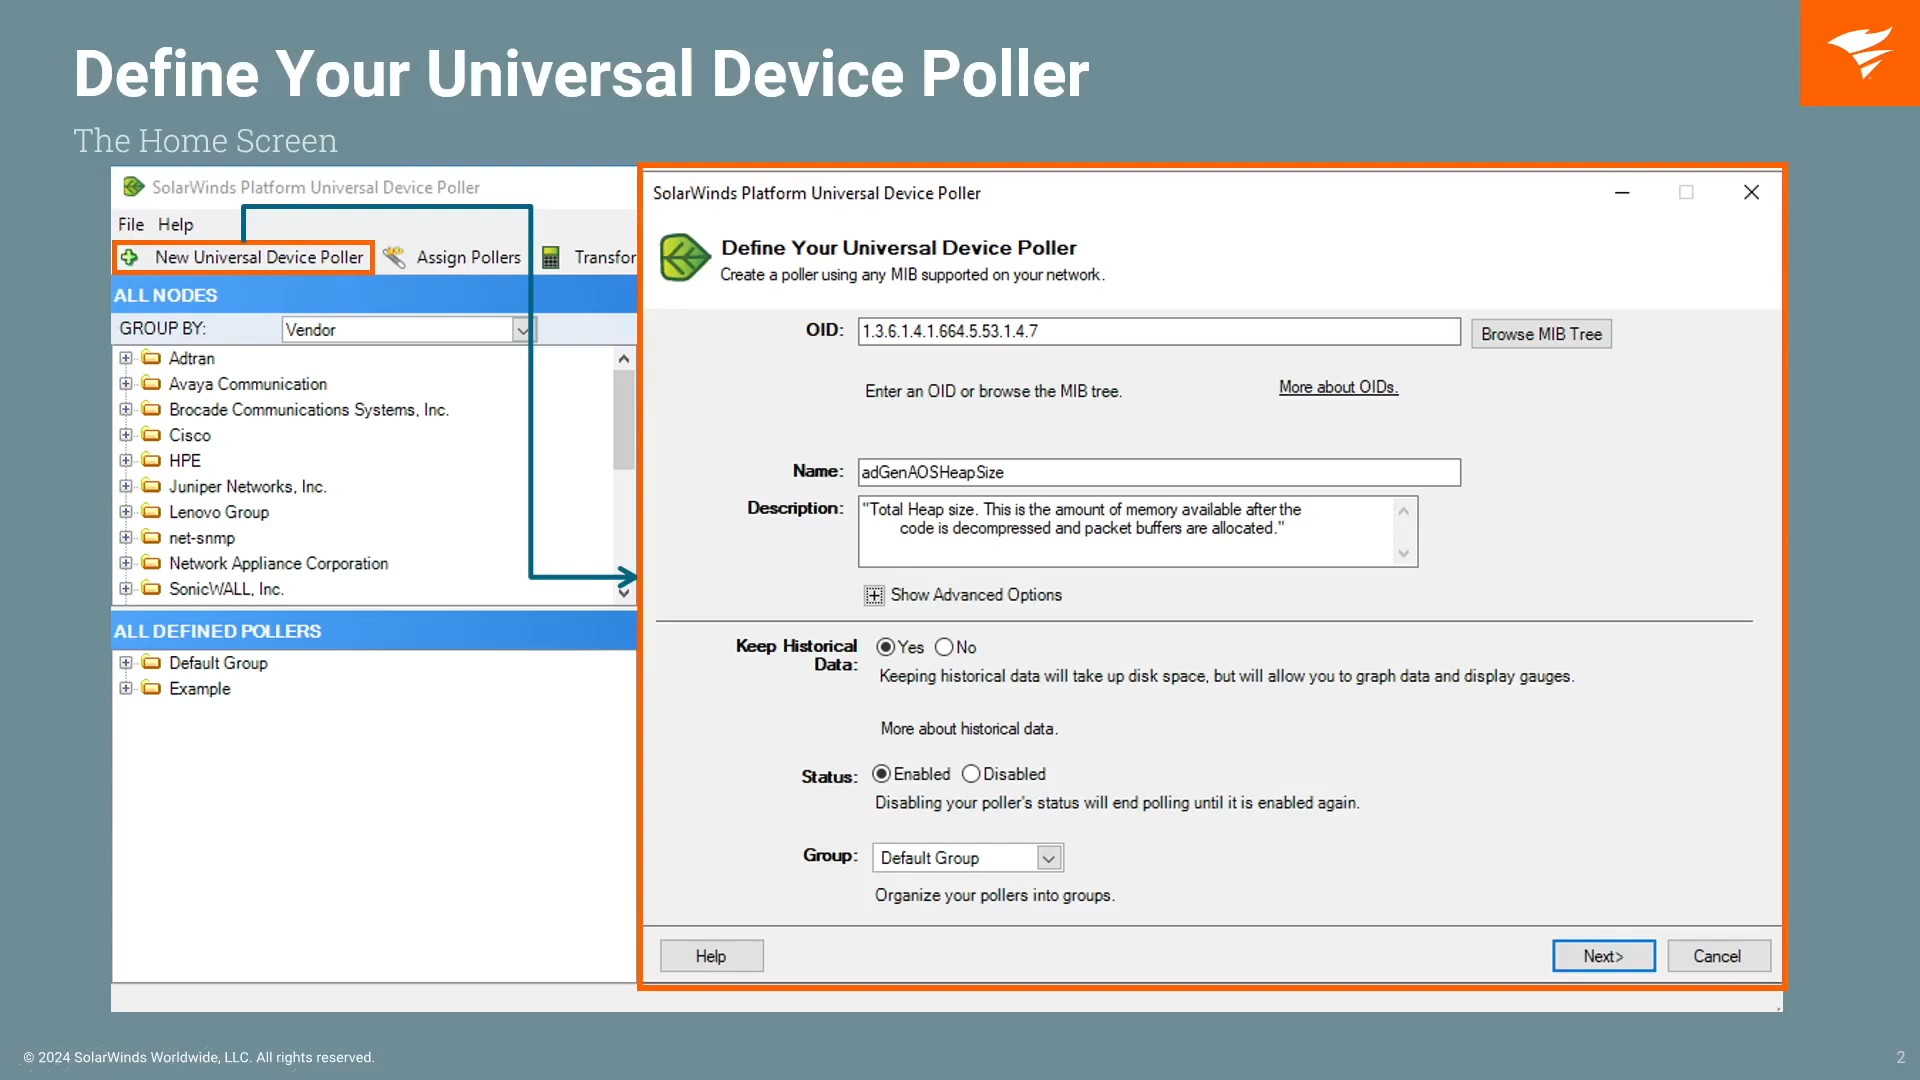 Define Your Universal Device Poller
The Home Screen
SolarWinds Platform Universal Device Poller
File Help
New Universal Device Poller Assign Pollers Transfor
ALL NODES
GROUP BY: Vendor
Adtran
Avaya Communication
Brocade Communications Systems, Inc.
Cisco
HPE
Juniper Networks, Inc.
Lenovo Group
net-snmp
Network Appliance Corporation
SonicWALL, Inc.
ALL DEFINED POLLERS
Default Group
Example
SolarWinds Platform Universal Device Poller
Define Your Universal Device Poller
Create a poller using any MIB supported on your network.
OID: 1.3.6.1.4.1.664.5.53.1.4.7 Browse MIB Tree
Enter an OID or browse the MIB tree. More about OIDs.
Name: adGenAOSHeapSize
Description: "Total Heap size. This is the amount of memory available after the
code is decompressed and packet buffers are allocated."
Show Advanced Options
Keep Historical Data: Yes No
Keeping historical data will take up disk space, but will allow you to graph data and display gauges.
More about historical data.
Status: Enabled Disabled
Disabling your poller's status will end polling until it is enabled again.
Group: Default Group
Organize your pollers into groups.
Help Next> Cancel
© 2024 SolarWinds Worldwide, LLC. All rights reserved.
2